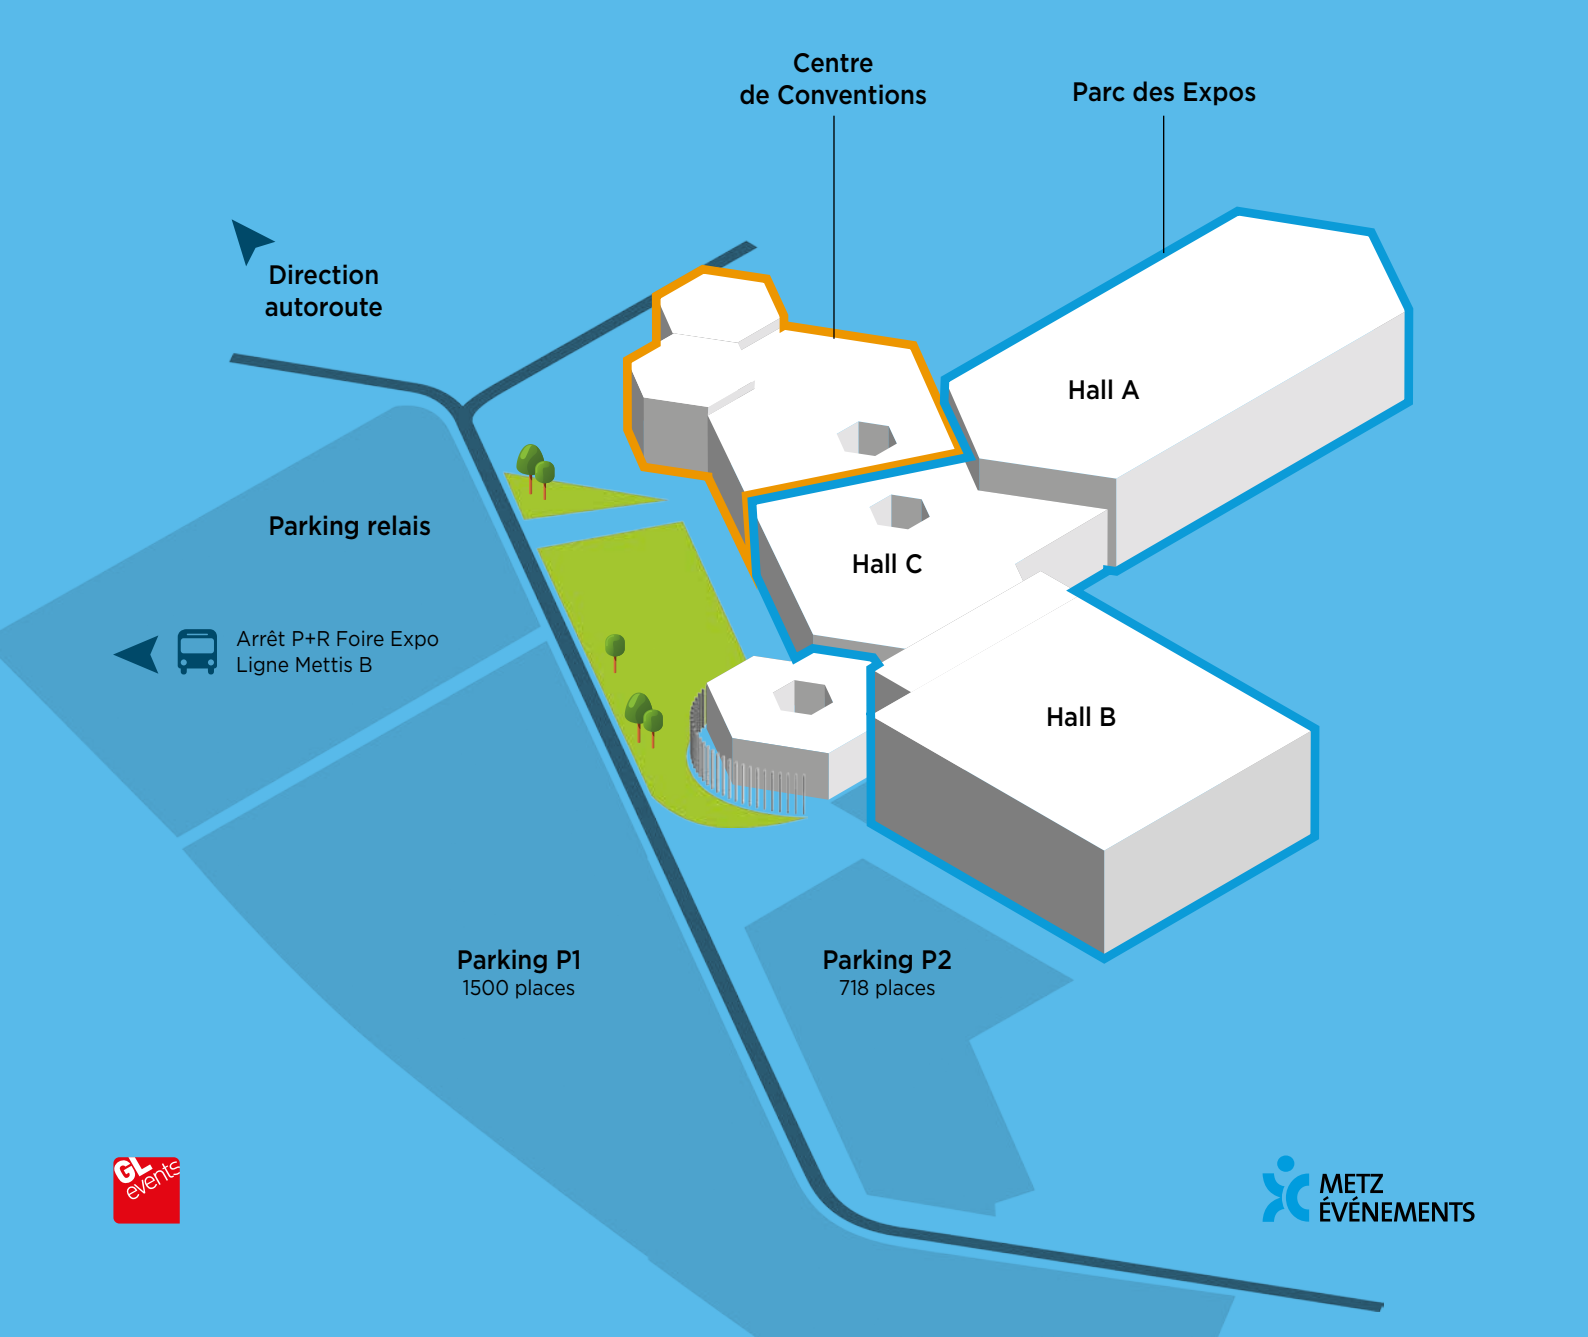 Centre
de Conventions
Parc des Expos
Direction
autoroute
Hall A
Parking relais
Hall C
Arrêt P+R Foire Expo
Ligne Mettis B
Hall B
Parking P1
1500 places
Parking P2
718 places
GL
events
METZ
ÉVÉNEMENTS